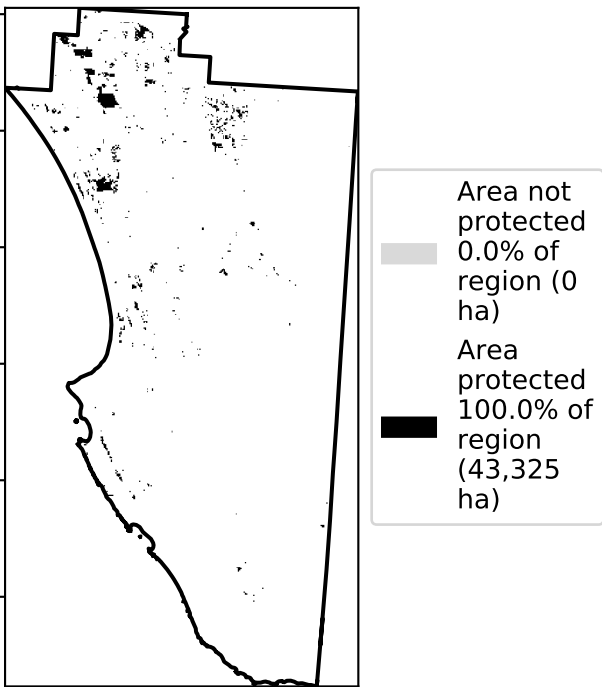 Area not
protected
0.0% of
region (0
ha)
Area
protected
100.0% of
region
(43,325
ha)